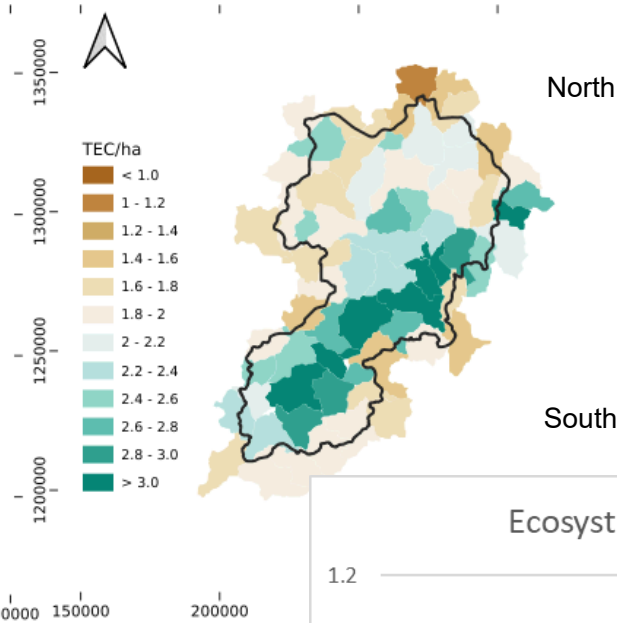 1350000
1300000
1250000
1200000
TEC/ha
< 1.0
1 - 1.2
1.2 - 1.4
1.4 - 1.6
1.6 - 1.8
1.8 - 2
2 - 2.2
2.2 - 2.4
2.4 - 2.6
2.6 - 2.8
2.8 - 3.0
> 3.0
North
South
Ecosyst
1.2
0000 150000 200000